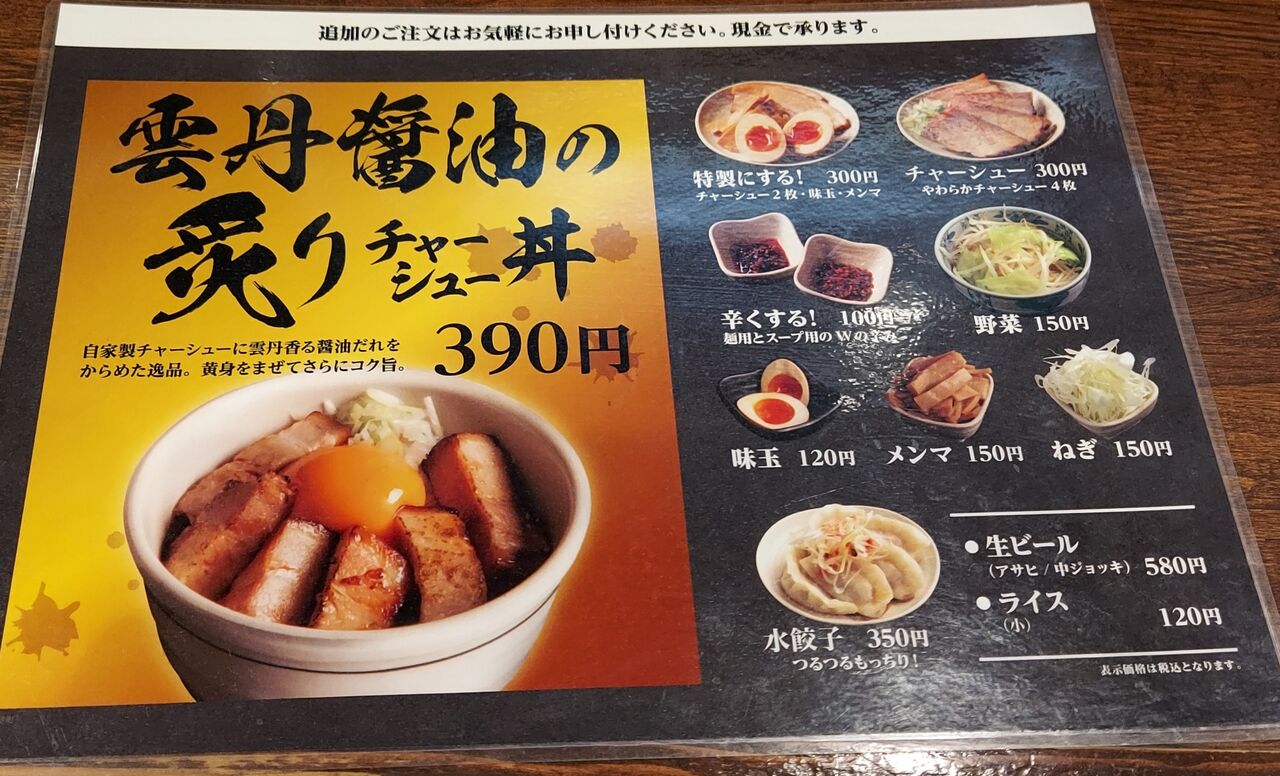 追加のご注文はお気軽にお申し付けください。現金で承ります。
雲丹醤油の
炙りチャーシュー丼
390円
自家製チャーシューに雲丹香る醤油だれを
からめた逸品。黄身をまぜてさらにコク旨。
特製にする! 300円
チャーシュー2枚・味玉・メンマ
チャーシュー 300円
やわらかチャーシュー4枚
辛くする! 100円
麺用とスープ用のWの
野菜 150円
味玉 120円
メンマ 150円
ねぎ 150円
水餃子 350円
つるつるもっちり!
●生ビール
(アサヒ/中ジョッキ) 580円
●ライス
(小) 120円
表示価格は税込となります。